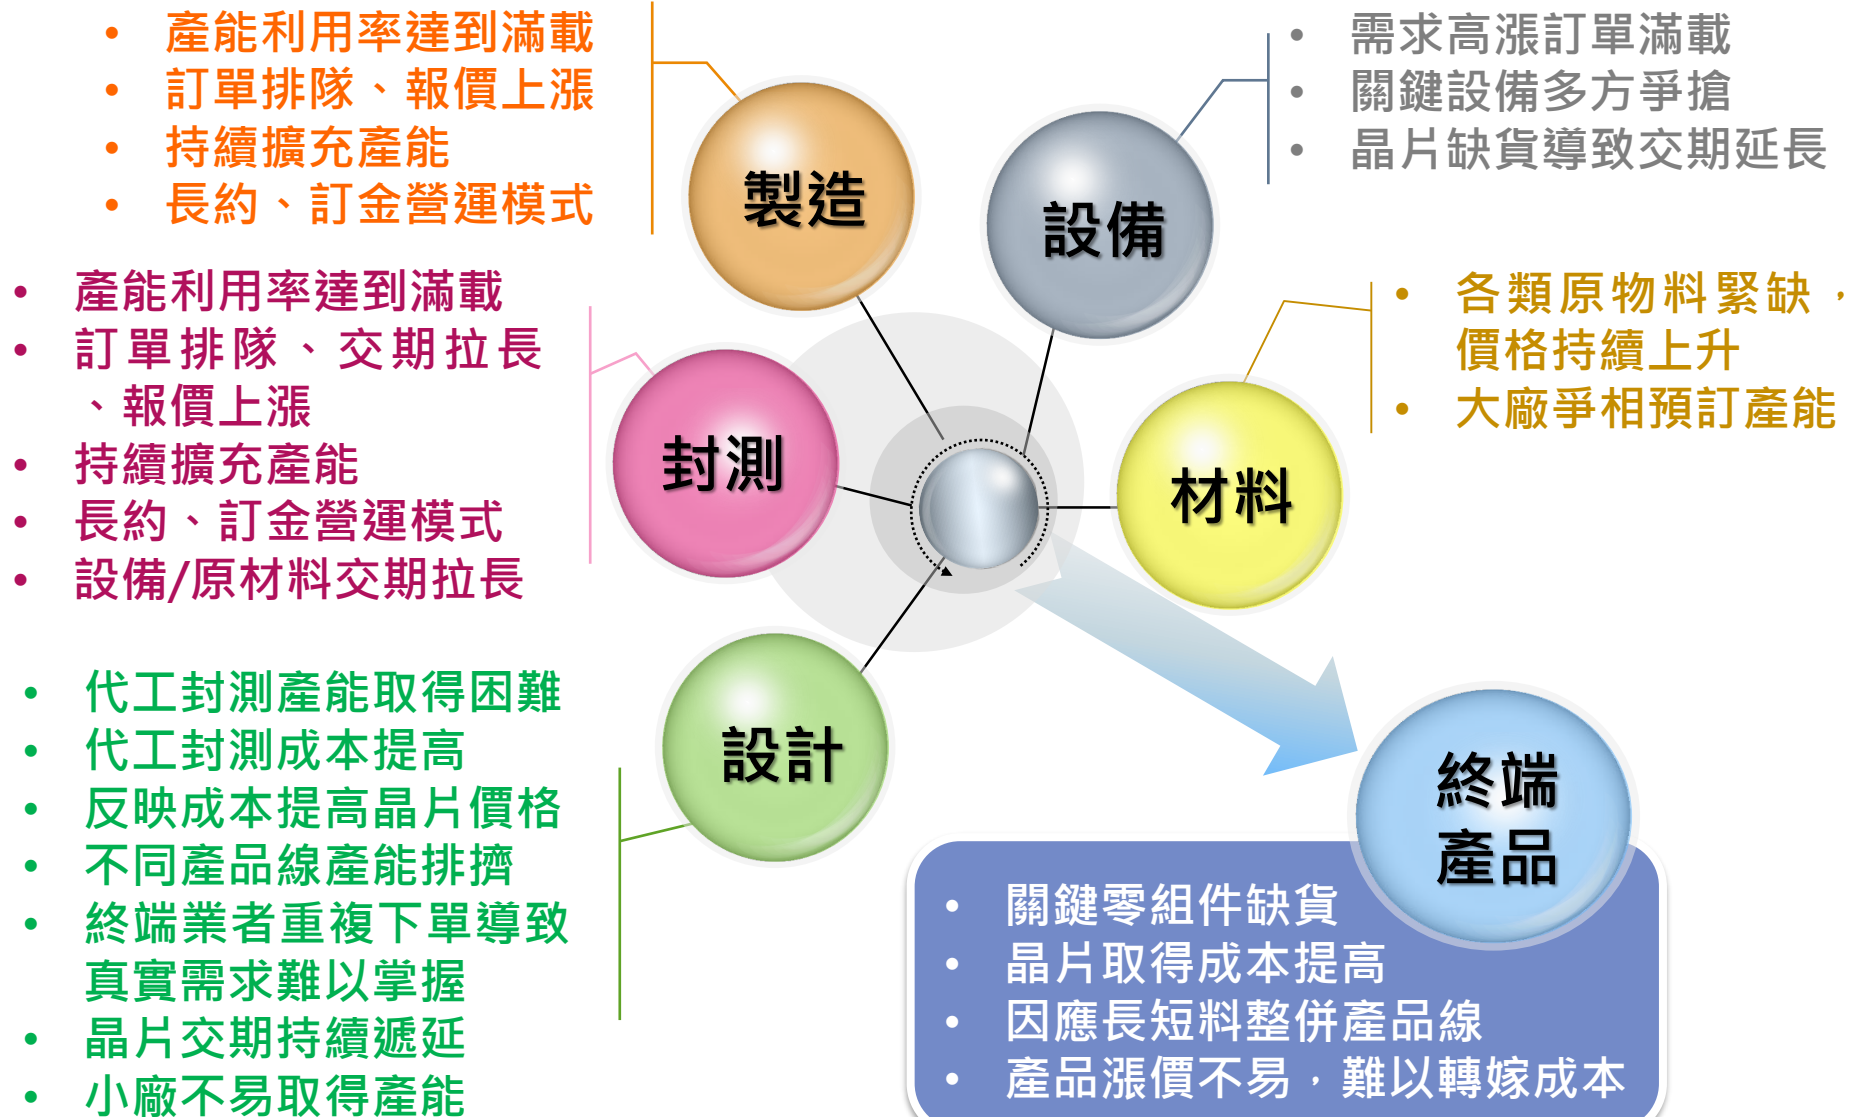 • 產能利用率達到滿載
• 訂單排隊、報價上漲
• 持續擴充產能
• 長約、訂金營運模式
製造
• 需求高漲訂單滿載
• 關鍵設備多方爭搶
• 晶片缺貨導致交期延長
設備
• 產能利用率達到滿載
• 訂單排隊、交期拉長
、報價上漲
• 持續擴充產能
• 長約、訂金營運模式
• 設備/原材料交期拉長
封測
• 各類原物料緊缺，
價格持續上升
• 大廠爭相預訂產能
材料
• 代工封測產能取得困難
• 代工封測成本提高
• 反映成本提高晶片價格
• 不同產品線產能排擠
• 終端業者重複下單導致
真實需求難以掌握
• 晶片交期持續遞延
• 小廠不易取得產能
設計
終端
產品
• 關鍵零組件缺貨
• 晶片取得成本提高
• 因應長短料整併產品線
• 產品漲價不易，難以轉嫁成本